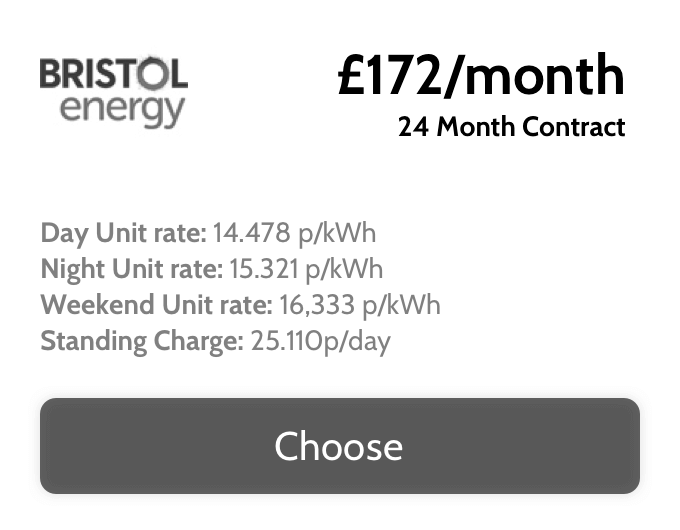 BRISTOL
energy
£172/month
24 Month Contract
Day Unit rate: 14.478 p/kWh
Night Unit rate: 15.321 p/kWh
Weekend Unit rate: 16,333 p/kWh
Standing Charge: 25.110p/day
Choose